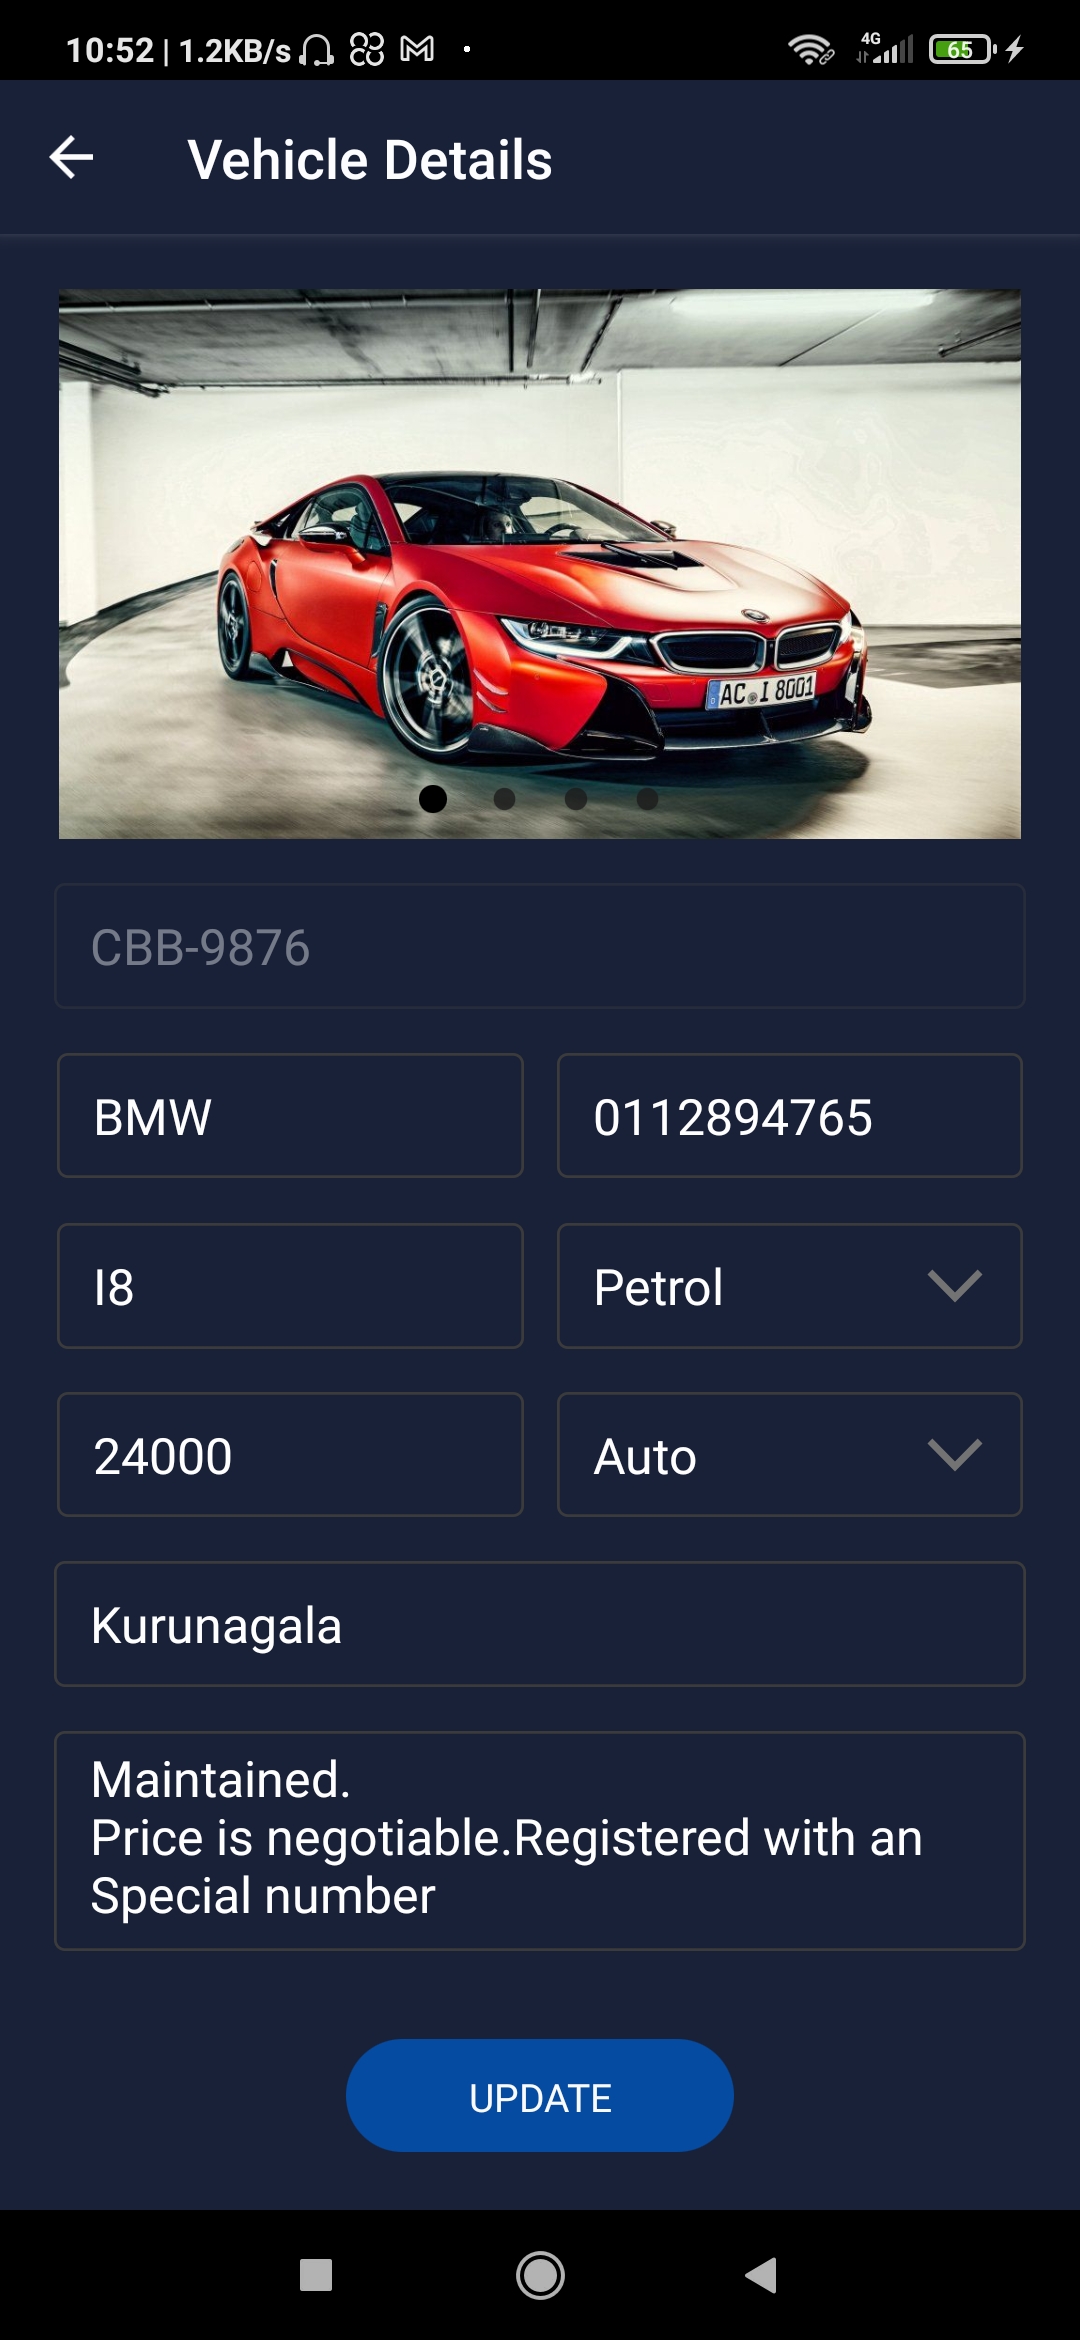 10:52 | 1.2KB/s
4G
65
Vehicle Details
AC I 8001
CBB-9876
BMW
0112894765
I8
Petrol
24000
Auto
Kurunagala
Maintained.
Price is negotiable.Registered with an
Special number
UPDATE